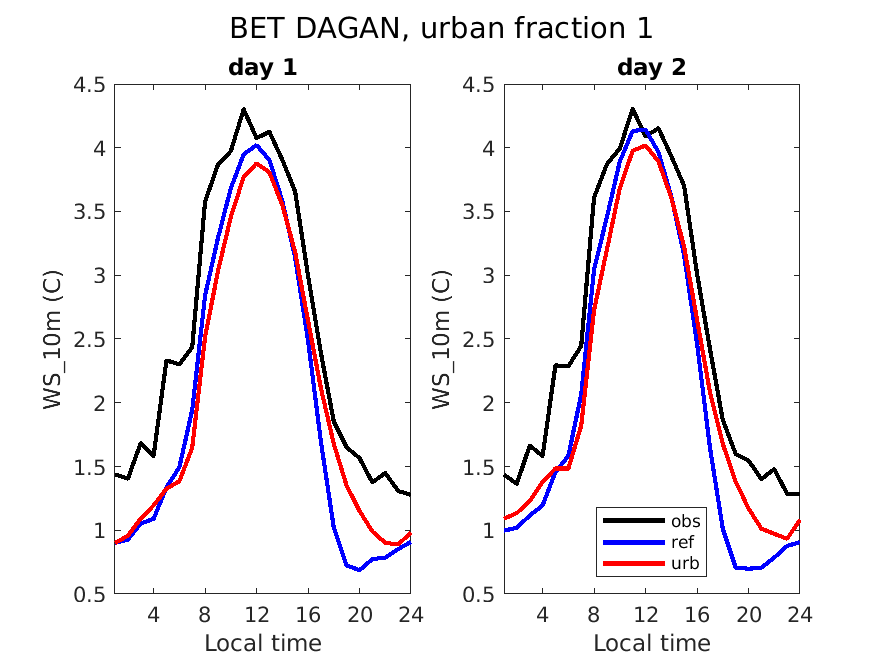 BET DAGAN, urban fraction 1
day 1
4.5
4
3.5
3
2.5
2
1.5
1
0.5
WS_10m (C)
4 8 12 16 20 24
Local time
day 2
4.5
4
3.5
3
2.5
2
1.5
1
0.5
WS_10m (C)
obs
ref
urb
4 8 12 16 20 24
Local time